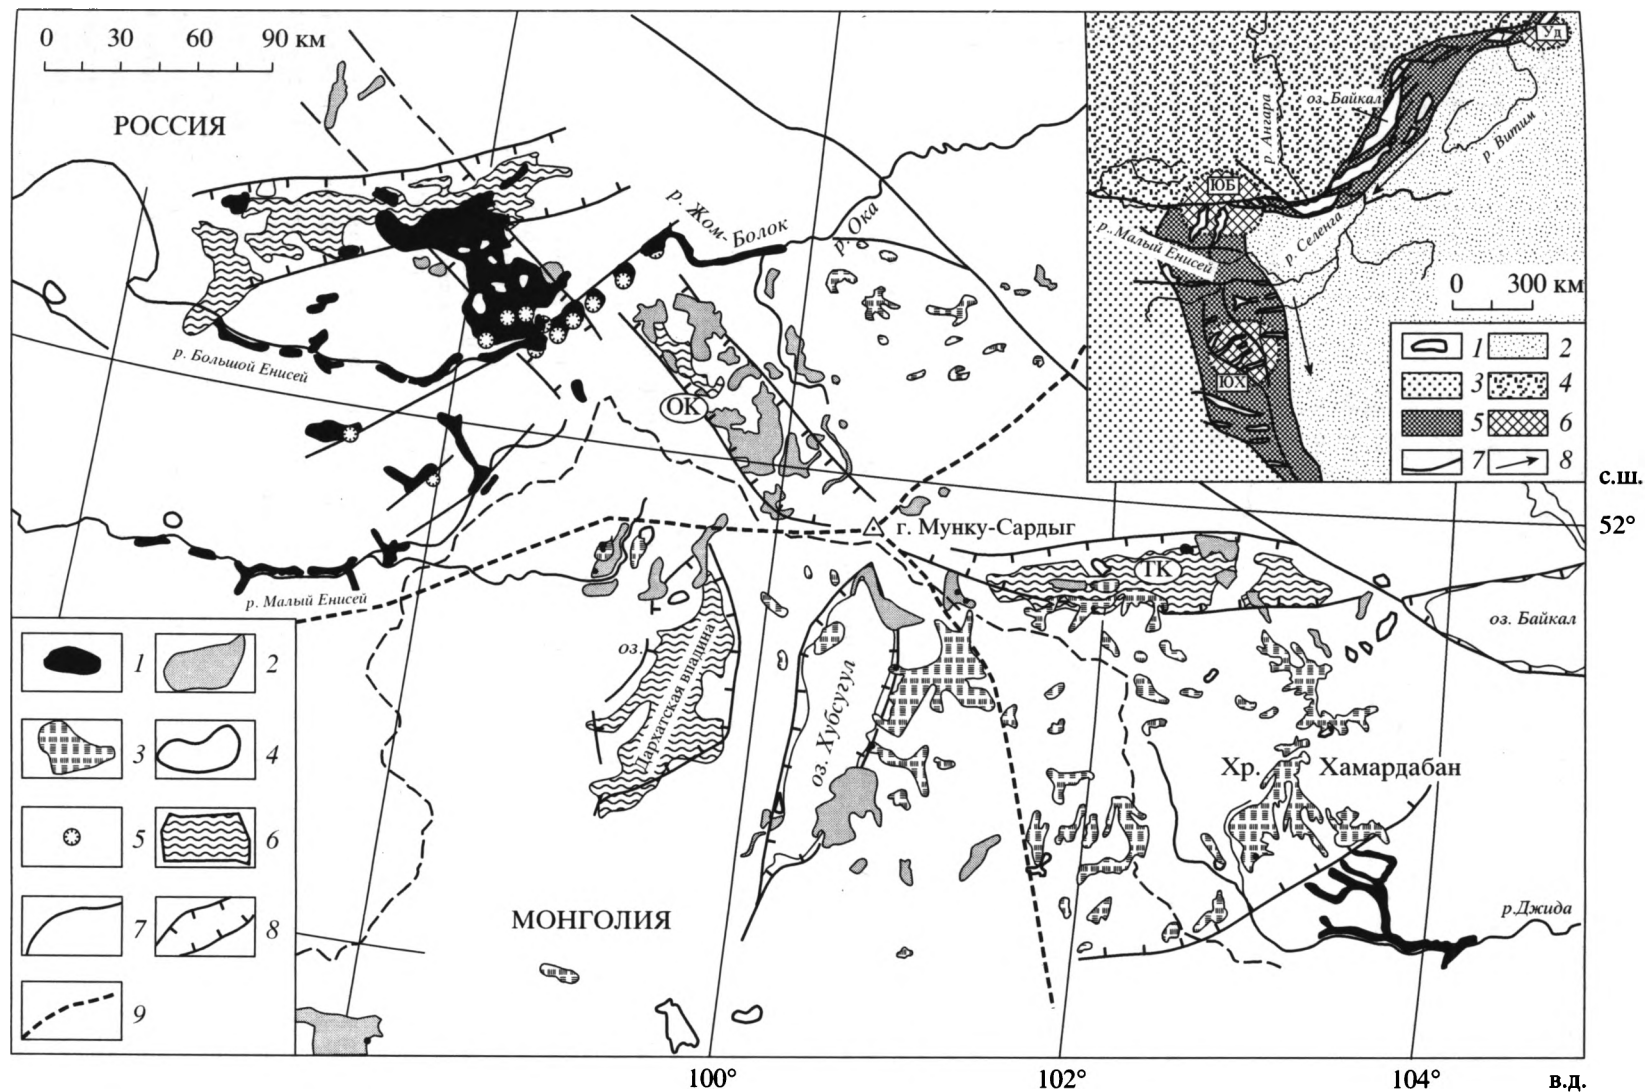 0 30 60 90 км
РОССИЯ
р. Жом-Болок
р. Ока
р. Большой Енисей
ОК
г. Мунку-Сардыг
р. Малый Енисей
оз.
Дархатская впадина
оз. Хубсугул
ТК
оз. Байкал
Хр. Хамардабан
р.Джида
МОНГОЛИЯ
1 2
3 4
5 6
7 8
9
Уд
оз. Байкал
р. Ангара
р. Витим
ЮБ
р. Селенга
р. Малый Енисей
ЮХ
0 300 км
1 2
3 4
5 6
7 8
с.ш.
52°
100° 102° 104° в.д.